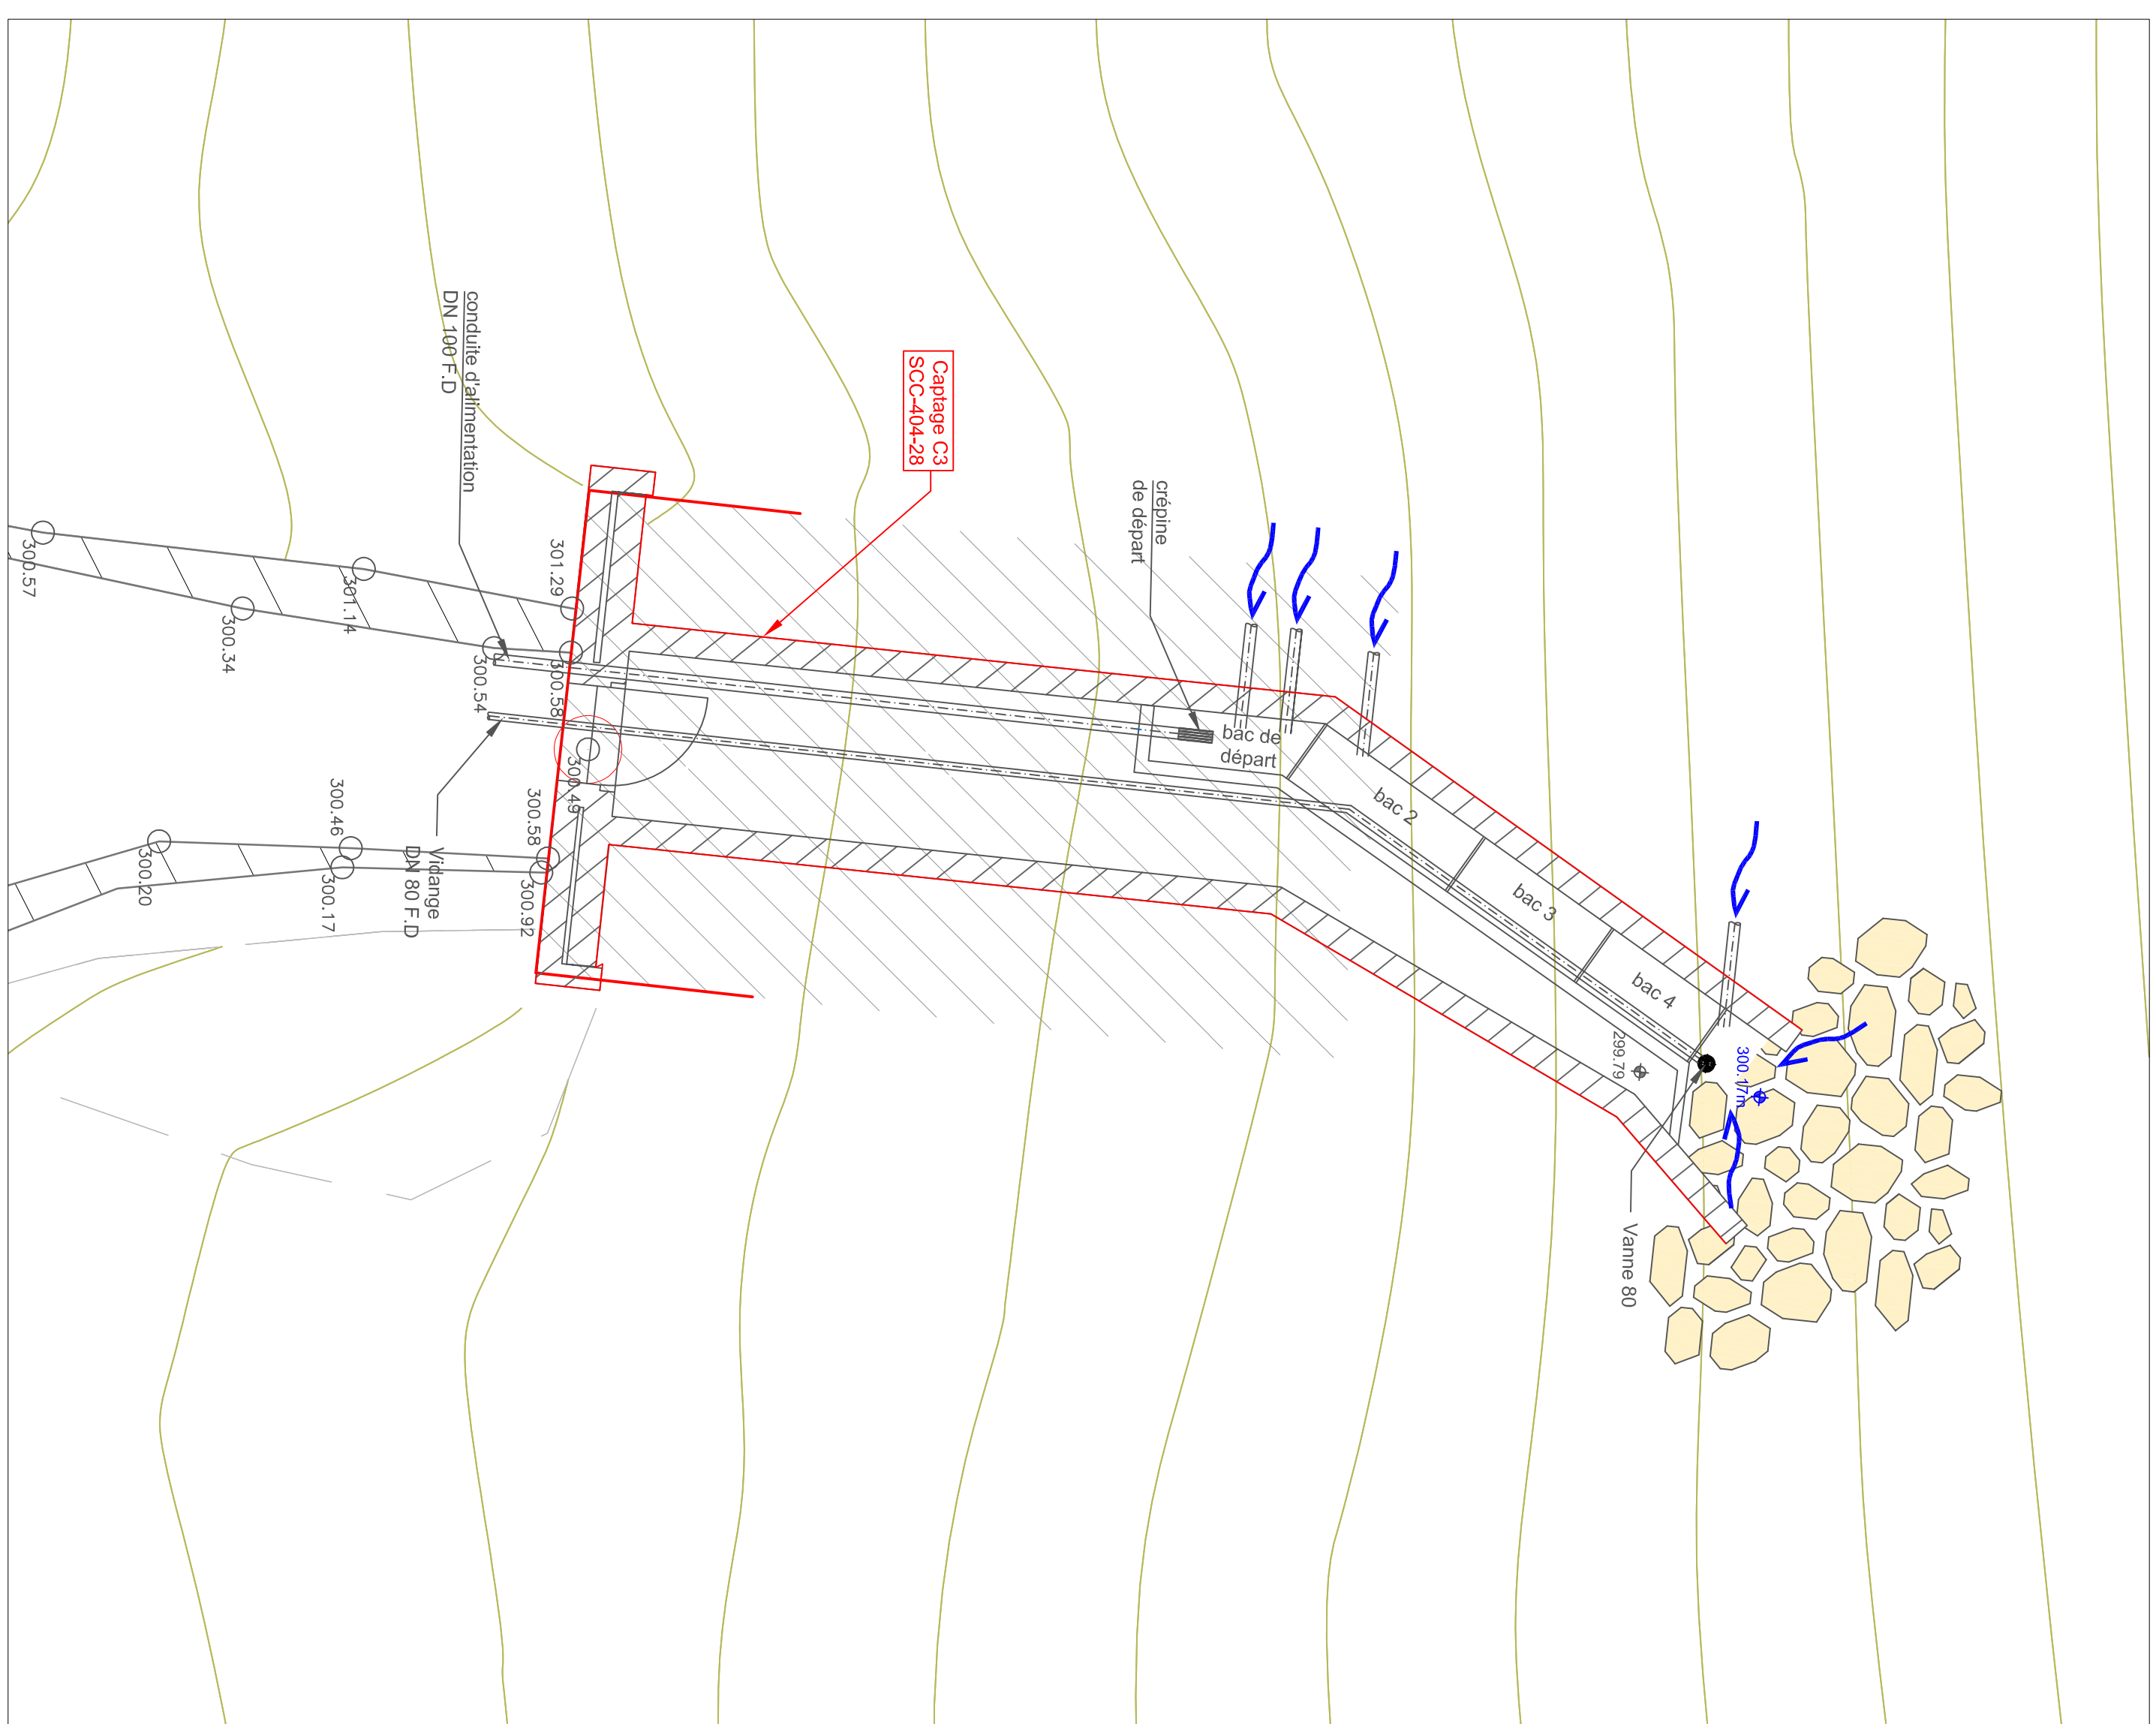 conduite d'alimentation
DN 100 F.D
Captage C3
SCC-404-28
crépine
de départ
300.57
301.14
301.29
300.34
300.54
300.58
bac de
départ
300.49
bac 2
300.46
300.58
bac 3
300.20
300.17
Vidange
DN 80 F.D
300.92
bac 4
299.79
300.17m
Vanne 80